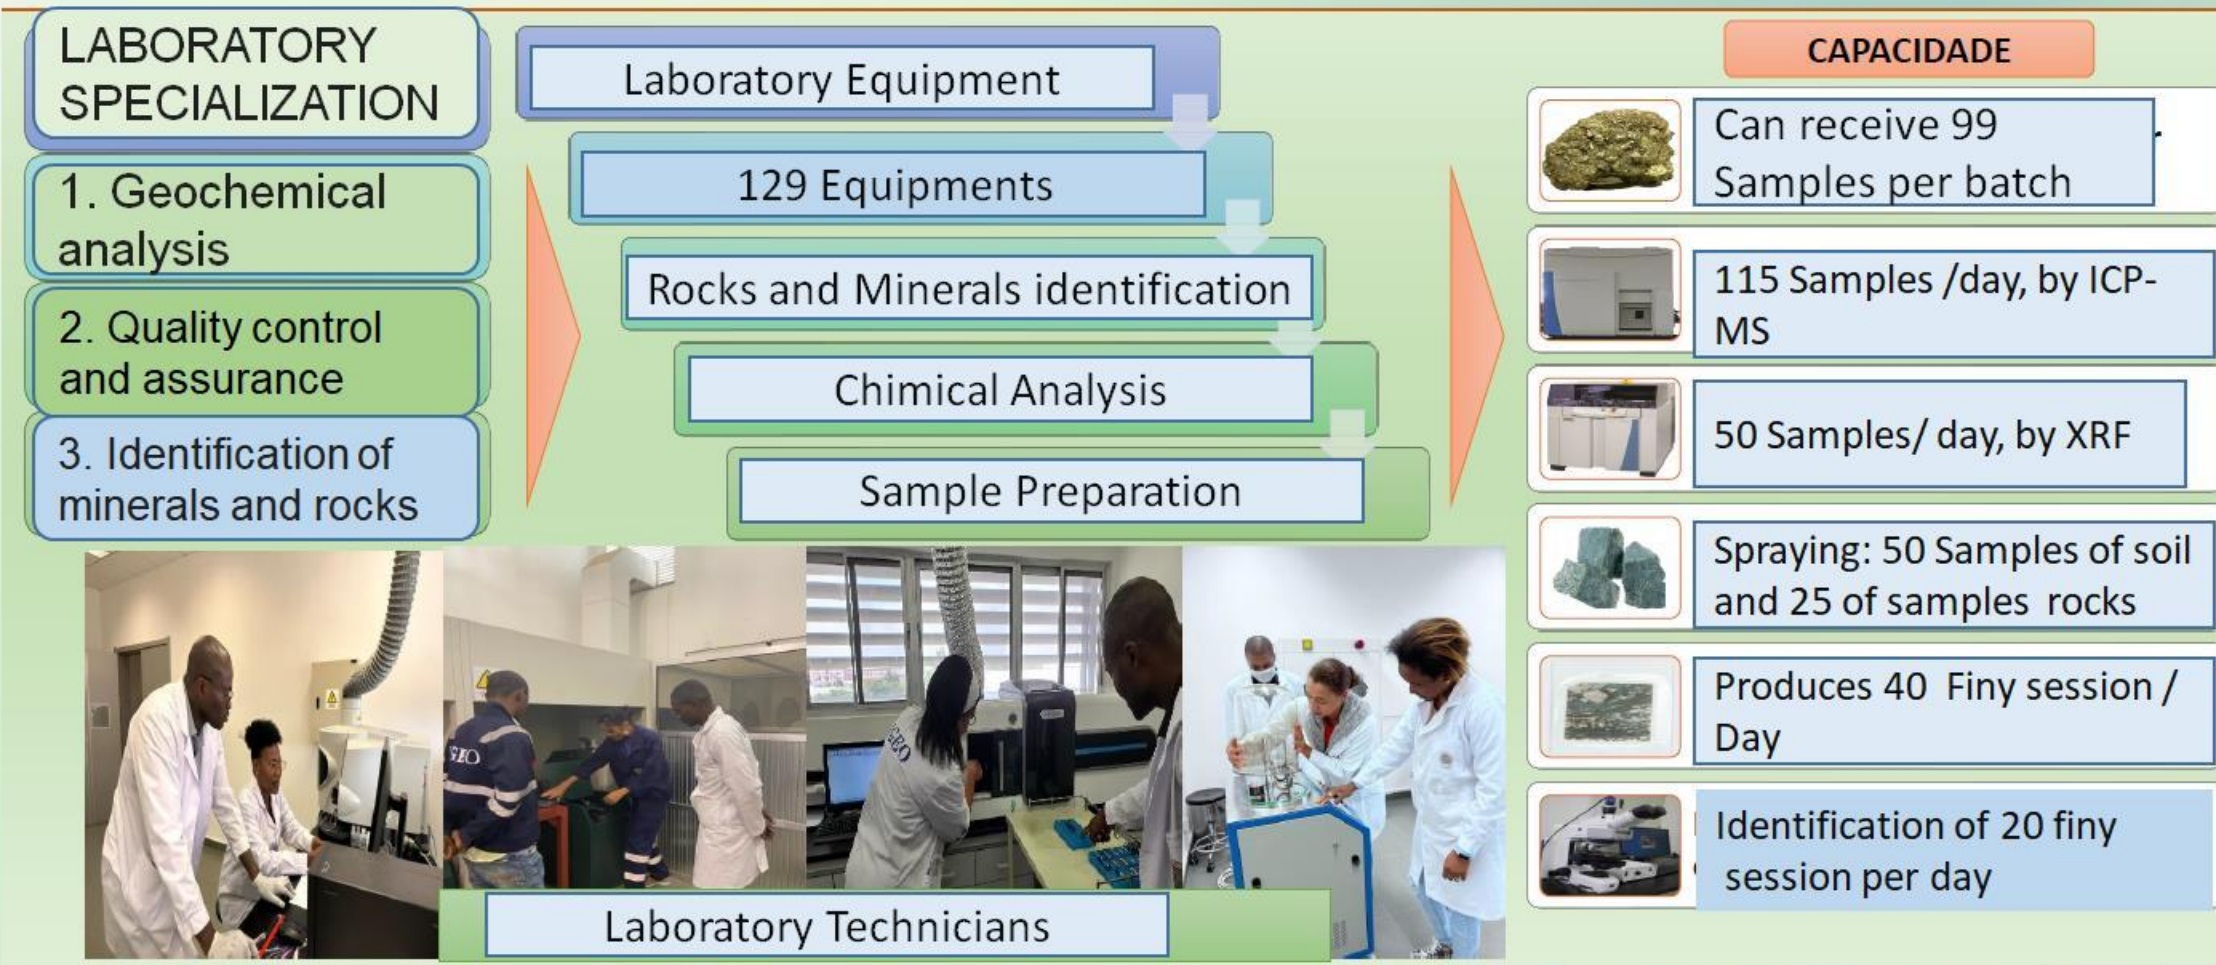 LABORATORY
SPECIALIZATION
1. Geochemical
analysis
2. Quality control
and assurance
3. Identification of
minerals and rocks
Laboratory Equipment
129 Equipments
Rocks and Minerals identification
Chimical Analysis
Sample Preparation
CAPACIDADE
Can receive 99
Samples per batch
115 Samples /day, by ICP-
MS
50 Samples/ day, by XRF
Spraying: 50 Samples of soil
and 25 of samples rocks
Produces 40 Finy session /
Day
Identification of 20 finy
session per day
Laboratory Technicians